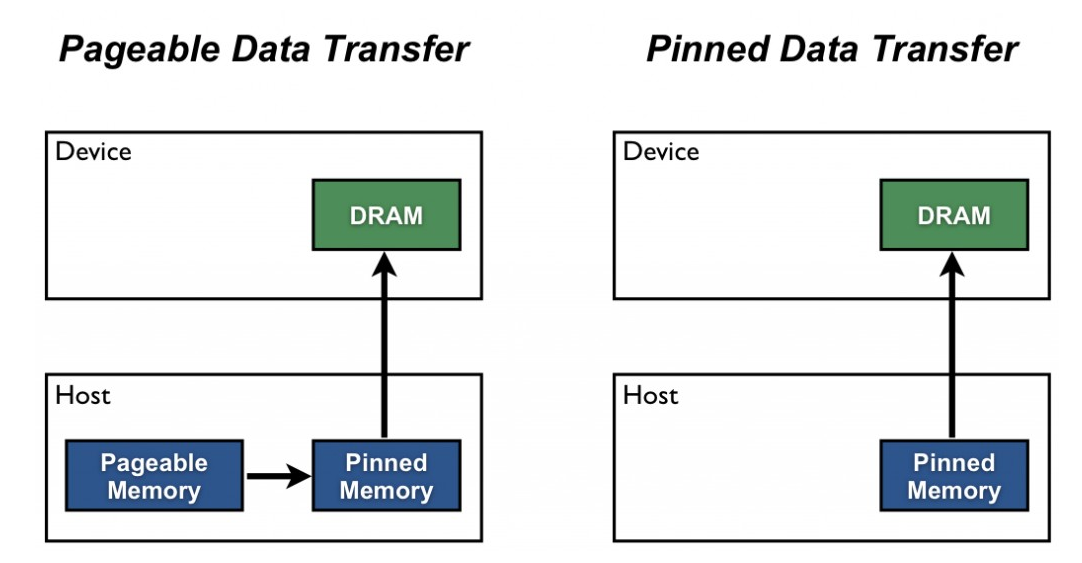 Pageable Data Transfer
Device
DRAM
Host
Pageable
Memory
Pinned
Memory
Pinned Data Transfer
Device
DRAM
Host
Pinned
Memory